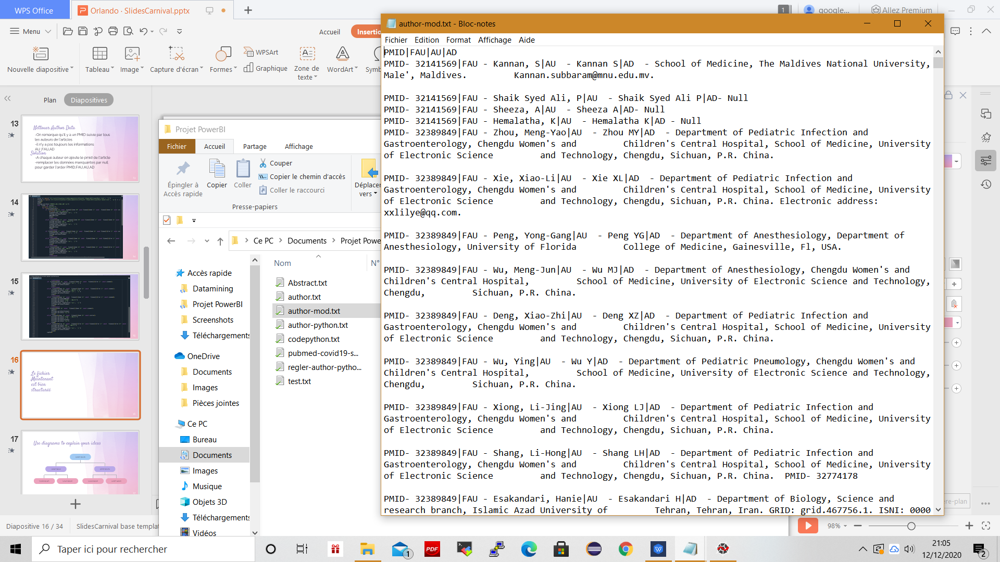 WPS Office
Orlando · SlidesCarnival.pptx
1
google...
Allez Premium
Menu
Accueil
Nouvelle diapositive
Tableau
Image
Capture d'écran
Formes
WPSArt
Graphique
Zone de
texte
WordArt
Plan
Diapositives
13
Nettouer Author Data
-On remarque qu'il y a un PMID suivie par tous
les auteurs de l'articles
-il n'y a pas toujours les informations
AU ,FAU,AD
Solution
-A chaque auteur on ajoute le pmid de l'article
-remplacer les données manquantes par null
pour garder l'order PMID,FAU,AU,AD
14
15
16
Le fichier
Maintenant
est bien
structuréé
17
Use diagrams to explain your ideas
Diapositive 16 / 34
SlidesCarnival base templa
98%
Projet PowerBI
Fichier
Accueil
Partage
Affichage
Épingler à
Accès rapide
Copier
Coller
Couper
Copier le chemin d'accès
Coller le raccourci
Déplacer
vers
Presse-papiers
Ce PC
Documents
Projet Powe
Nom
N°
Accès rapide
Datamining
Projet PowerBI
Screenshots
Téléchargements
OneDrive
Documents
Images
Pièces jointes
Ce PC
Bureau
Documents
Images
Musique
Objets 3D
Téléchargements
Vidéos
Abstract.txt
author.txt
author-mod.txt
author-python.txt
codepython.txt
pubmed-covid19-s...
regler-author-pytho...
test.txt
author-mod.txt - Bloc-notes
Fichier Edition Format Affichage Aide
PMID|FAU|AU|AD
PMID- 32141569|FAU - Kannan, S|AU  - Kannan S|AD  - School of Medicine, The Maldives National University,
Male', Maldives.         Kannan.subbaram@mnu.edu.mv.
PMID- 32141569|FAU - Shaik Syed Ali, P|AU  - Shaik Syed Ali P|AD- Null
PMID- 32141569|FAU - Sheeza, A|AU  - Sheeza A|AD- Null
PMID- 32141569|FAU - Hemalatha, K|AU  - Hemalatha K|AD - Null
PMID- 32389849|FAU - Zhou, Meng-Yao|AU  - Zhou MY|AD  - Department of Pediatric Infection and
Gastroenterology, Chengdu Women's and         Children's Central Hospital, School of Medicine, University
of Electronic Science         and Technology, Chengdu, Sichuan, P.R. China.
PMID- 32389849|FAU - Xie, Xiao-Li|AU  - Xie XL|AD  - Department of Pediatric Infection and
Gastroenterology, Chengdu Women's and         Children's Central Hospital, School of Medicine, University
of Electronic Science         and Technology, Chengdu, Sichuan, P.R. China. Electronic address:
xxlilye@qq.com.
PMID- 32389849|FAU - Peng, Yong-Gang|AU  - Peng YG|AD  - Department of Anesthesiology, Department of
Anesthesiology, University of Florida         College of Medicine, Gainesville, Fl, USA.
PMID- 32389849|FAU - Wu, Meng-Jun|AU  - Wu MJ|AD  - Department of Anesthesiology, Chengdu Women's and
Children's Central Hospital,         School of Medicine, University of Electronic Science and Technology,
Chengdu,         Sichuan, P.R. China.
PMID- 32389849|FAU - Deng, Xiao-Zhi|AU  - Deng XZ|AD  - Department of Pediatric Infection and
Gastroenterology, Chengdu Women's and         Children's Central Hospital, School of Medicine, University
of Electronic Science         and Technology, Chengdu, Sichuan, P.R. China.
PMID- 32389849|FAU - Wu, Ying|AU  - Wu Y|AD  - Department of Pediatric Pneumology, Chengdu Women's and
Children's Central Hospital,         School of Medicine, University of Electronic Science and Technology,
Chengdu,         Sichuan, P.R. China.
PMID- 32389849|FAU - Xiong, Li-Jing|AU  - Xiong LJ|AD  - Department of Pediatric Infection and
Gastroenterology, Chengdu Women's and         Children's Central Hospital, School of Medicine, University
of Electronic Science         and Technology, Chengdu, Sichuan, P.R. China.
PMID- 32389849|FAU - Shang, Li-Hong|AU  - Shang LH|AD  - Department of Pediatric Infection and
Gastroenterology, Chengdu Women's and         Children's Central Hospital, School of Medicine, University
of Electronic Science         and Technology, Chengdu, Sichuan, P.R. China.  PMID- 32774178
PMID- 32389849|FAU - Esakandari, Hanie|AU  - Esakandari H|AD  - Department of Biology, Science and
research branch, Islamic Azad University of         Tehran, Tehran, Iran. GRID: grid.467756.1. ISNI: 0000
Taper ici pour rechercher
1
PDF
21:05
12/12/2020
2